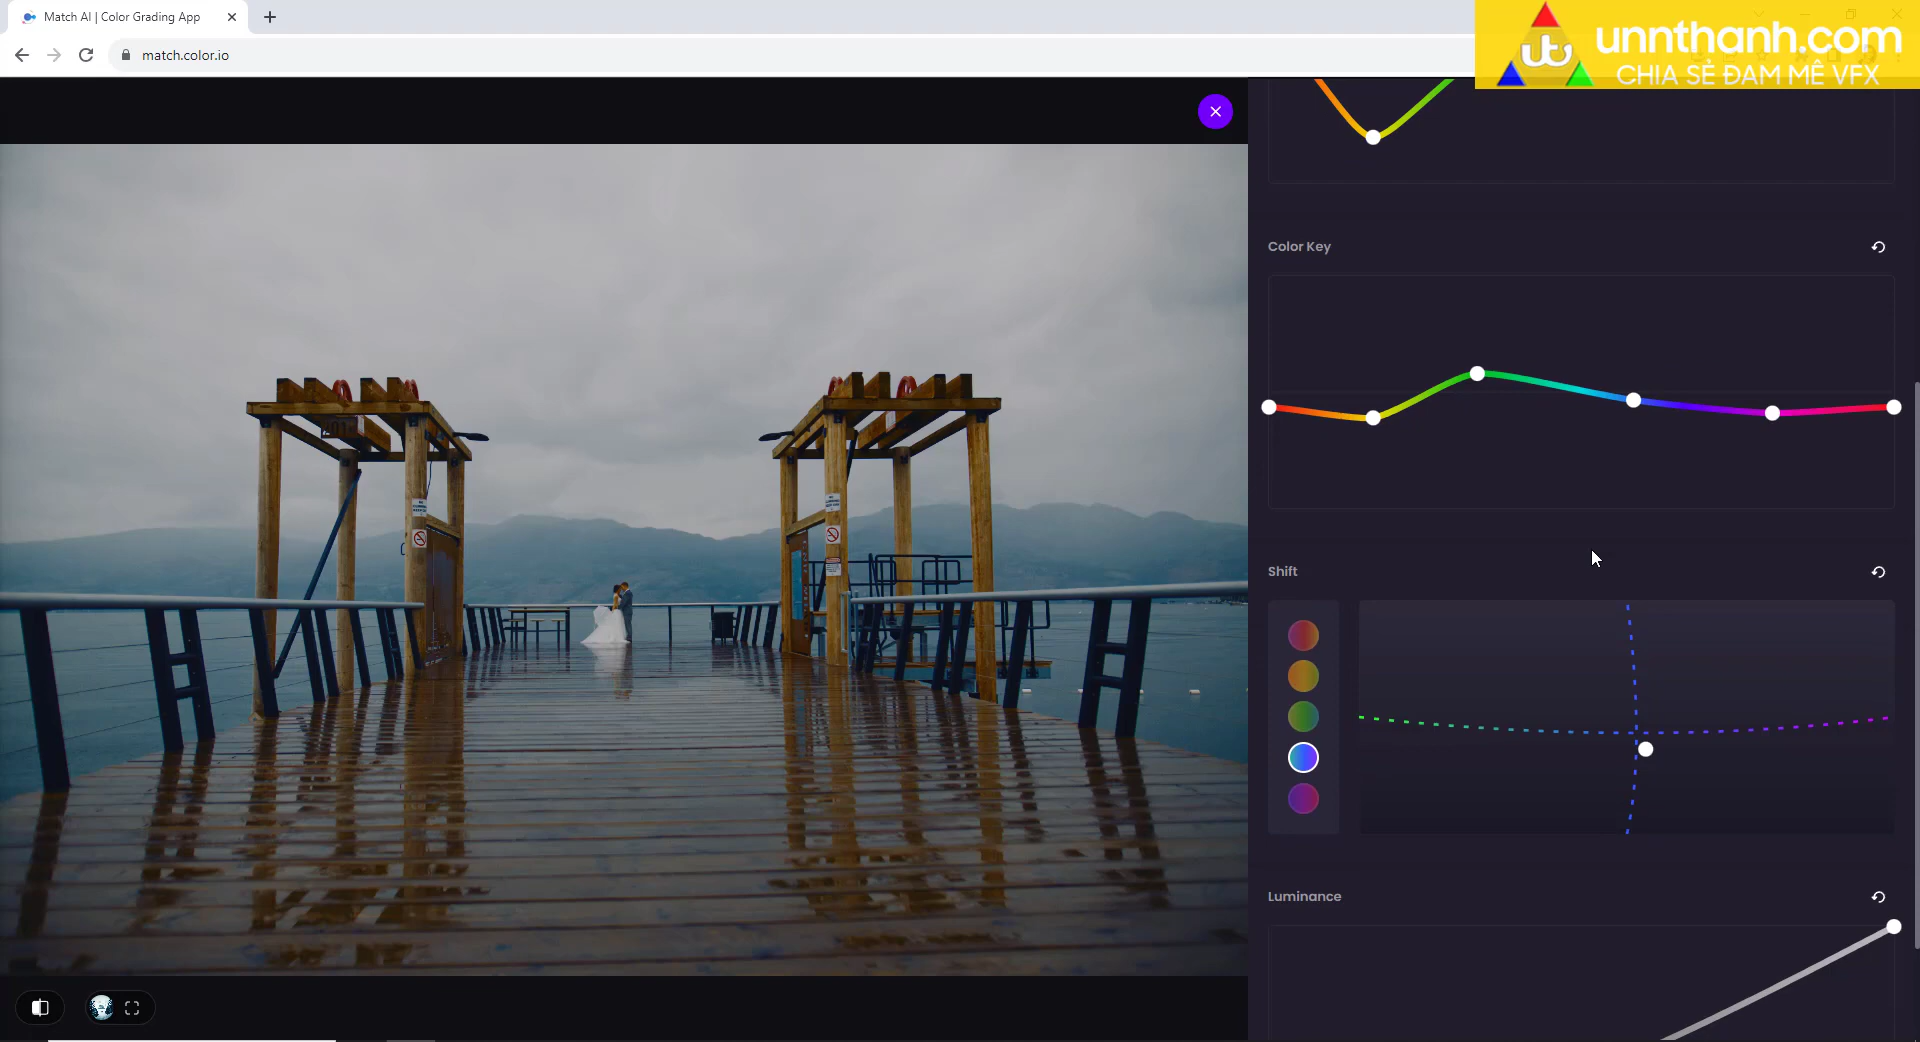 Match AI | Color Grading App
match.color.io
unnthanh.com
CHIA SẺ ĐAM MÊ VFX
Color Key
Shift
Luminance